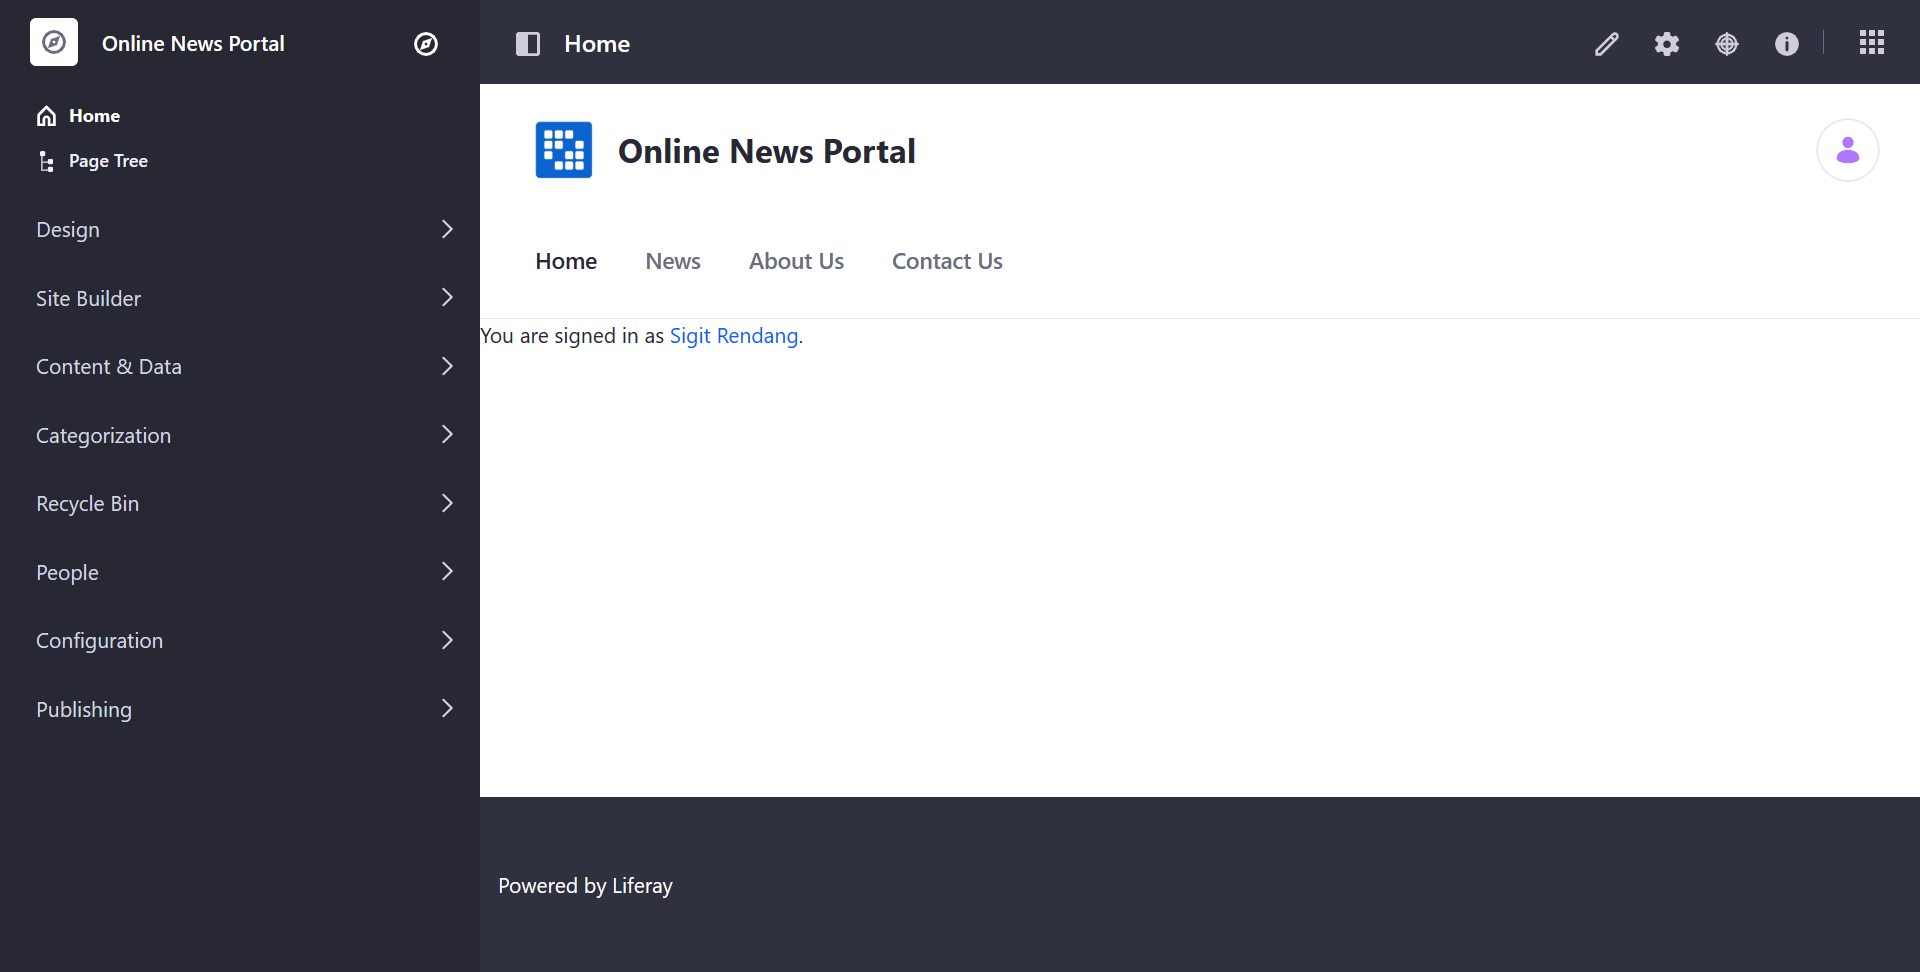 Online News Portal
Home
Page Tree
Design
Site Builder
Content & Data
Categorization
Recycle Bin
People
Configuration
Publishing
Home
Online News Portal
Home News About Us Contact Us
You are signed in as Sigit Rendang.
Powered by Liferay